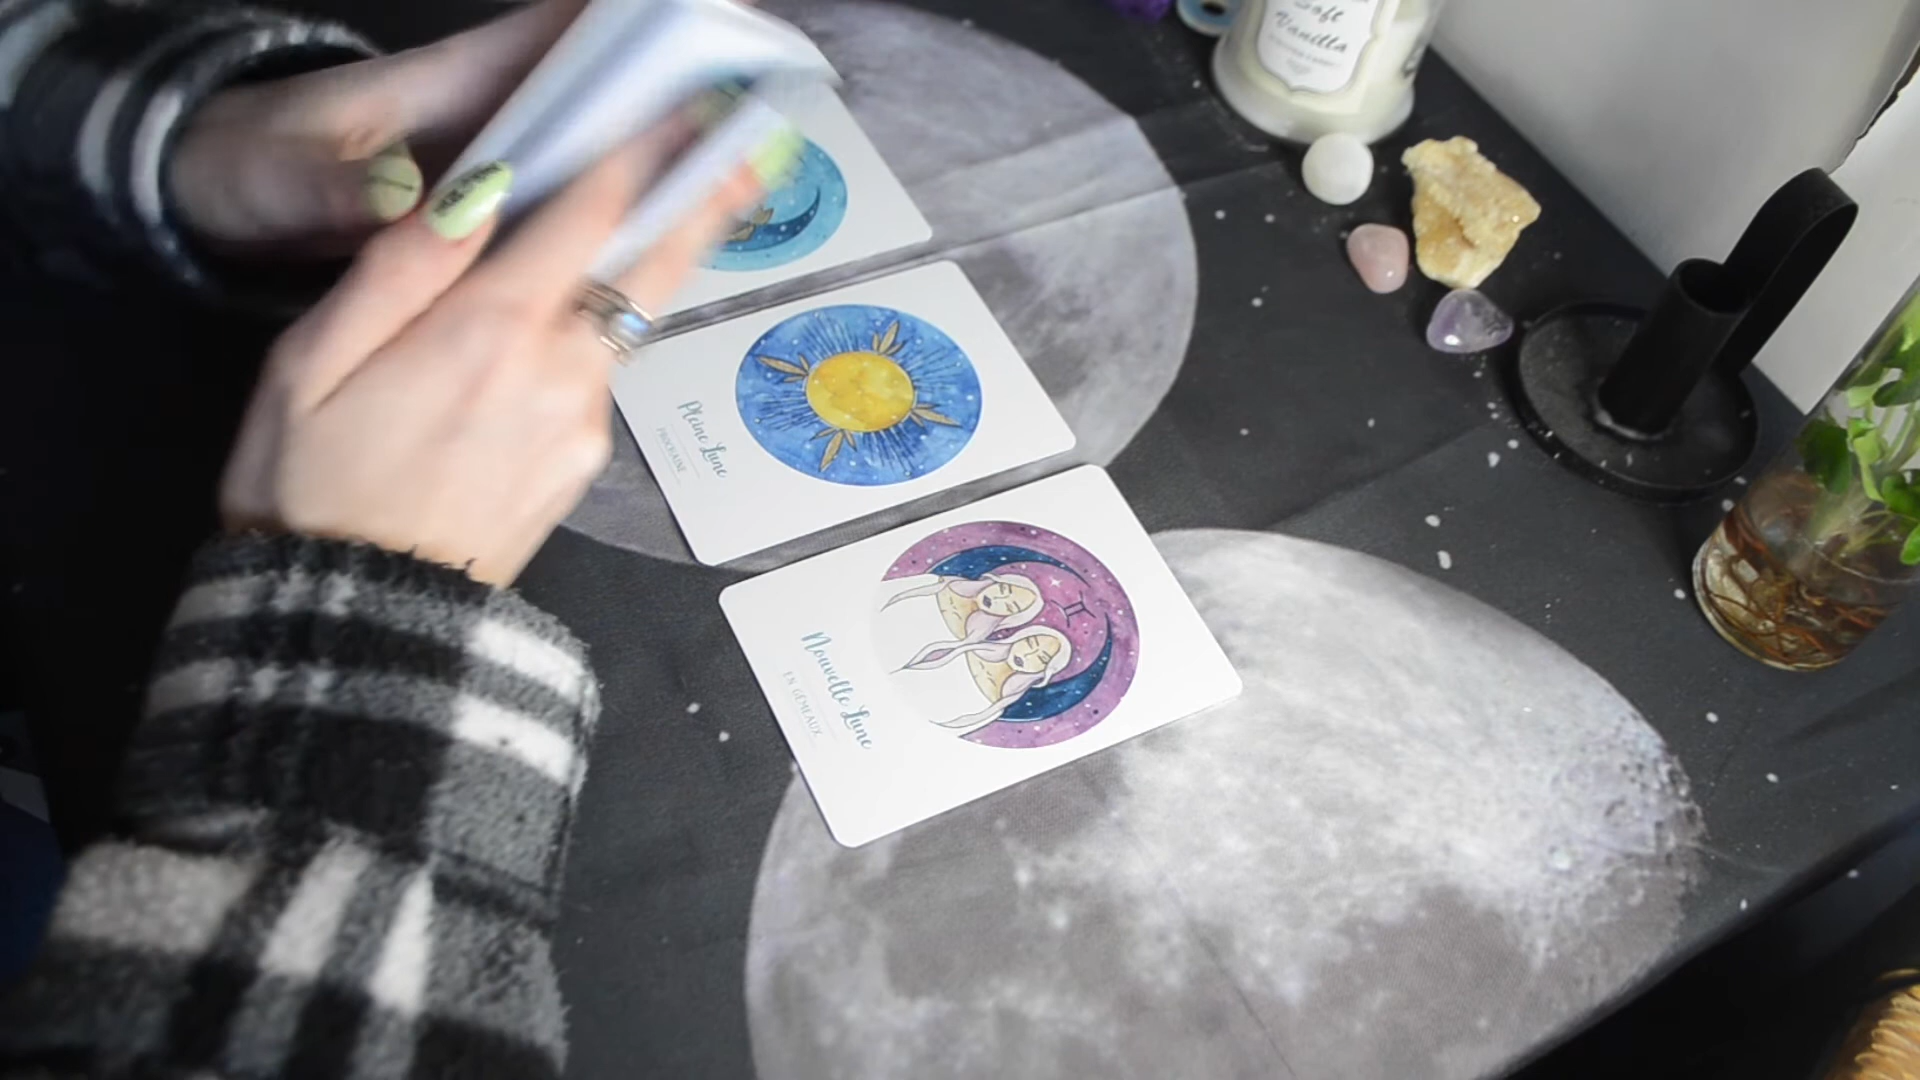 Soft
Vanilla
Pleine Lune
PROCHAINE
Nouvelle Lune
EN GÉMEAUX